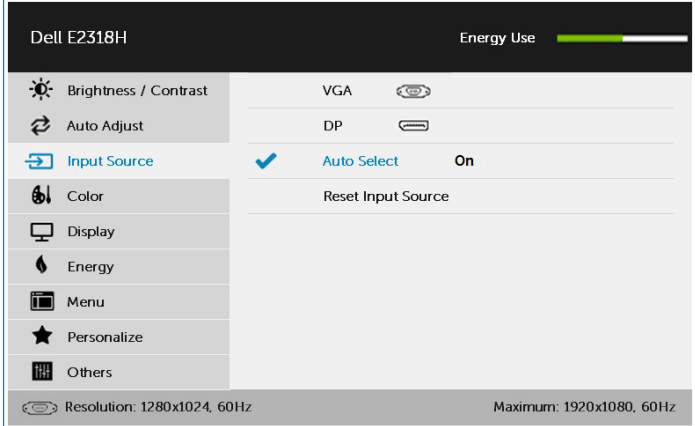 Dell E2318H
Energy Use
Brightness / Contrast
VGA
Auto Adjust
DP
Input Source
Auto Select On
Color
Reset Input Source
Display
Energy
Menu
Personalize
Others
Resolution: 1280x1024, 60Hz
Maximum: 1920x1080, 60Hz